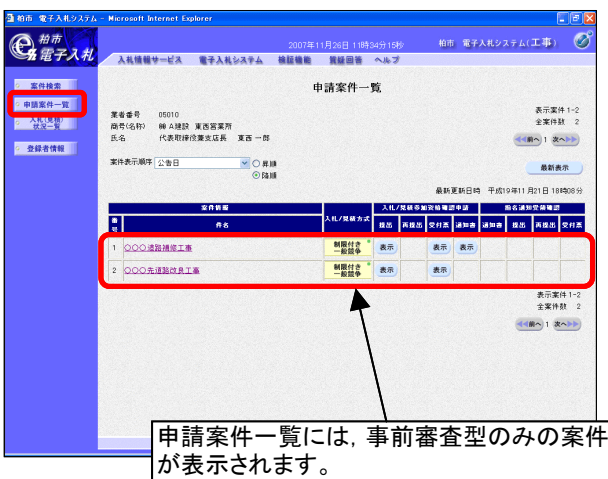 柏市 電子入札システム - Microsoft Internet Explorer
柏市
電子入札
2007年11月26日 11時34分15秒
柏市 電子入札システム(工事)
入札情報サービス 電子入札システム 検証機能 質疑回答 ヘルプ
案件検索
申請案件一覧
入札(見積)
状況一覧
登録者情報
申請案件一覧
業者番号 05010
氏名 代表取締役兼支店長 東西 一郎
表示案件 1-2
全案件数 2
前へ 1 次へ
案件表示順序 公告日
昇順
降順
最新表示
最新更新日時 平成19年11月21日 18時08分
案件情報 入札/見積方式 入札/見積参加資格確認申請 指名通知受領確認
番号 件名 提出 再提出 受付票 通知書 通知書 提出 再提出 受付票
1 ○○○道路補修工事 制限付き一般競争 表示 表示 表示
2 ○○○先道路改良工事 制限付き一般競争 表示 表示
表示案件 1-2
全案件数 2
前へ 1 次へ
申請案件一覧には，事前審査型のみの案件
が表示されます。